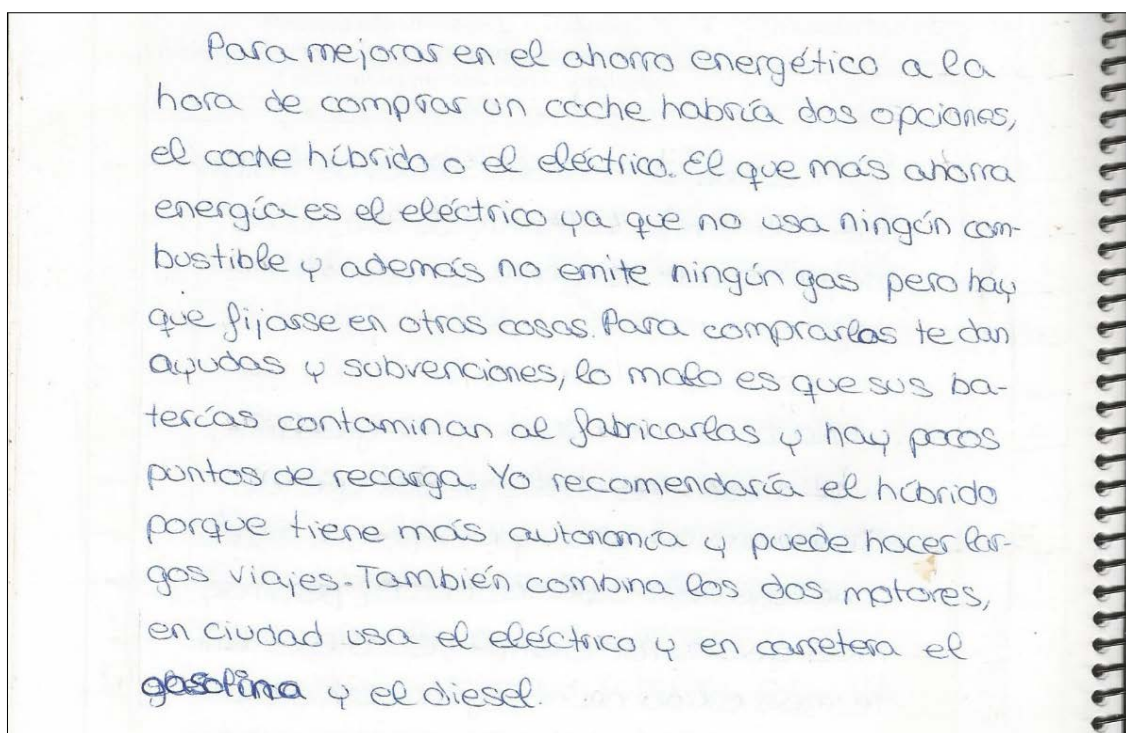 Para mejorar en el ahorro energético a la
hora de comprar un coche habría dos opciones,
el coche híbrido o el eléctrico. El que más ahorra
energía es el eléctrico ya que no usa ningún com-
bustible y además no emite ningún gas pero hay
que fijarse en otras cosas. Para comprarlos te dan
ayudas y subvenciones, lo malo es que sus ba-
terías contaminan al fabricarlas y hay pocos
puntos de recarga. Yo recomendaría el híbrido
porque tiene más autonomía y puede hacer lar-
gos viajes. También combina los dos motores,
en ciudad usa el eléctrico y en carretera el
gasolina y el diesel.